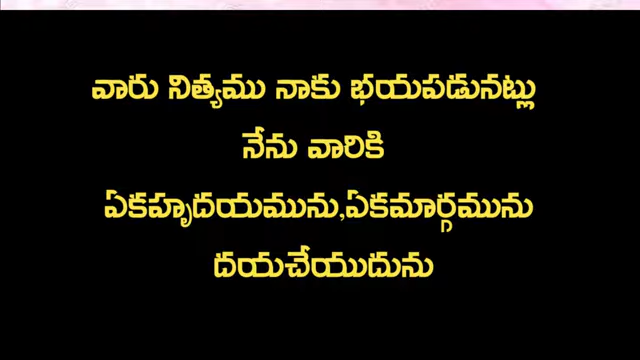 వారు నిత్యము నాకు భయపడునట్లు
నేను వారికి
ఏకహృదయమును,ఏకమార్గమును
దయచేయుదును